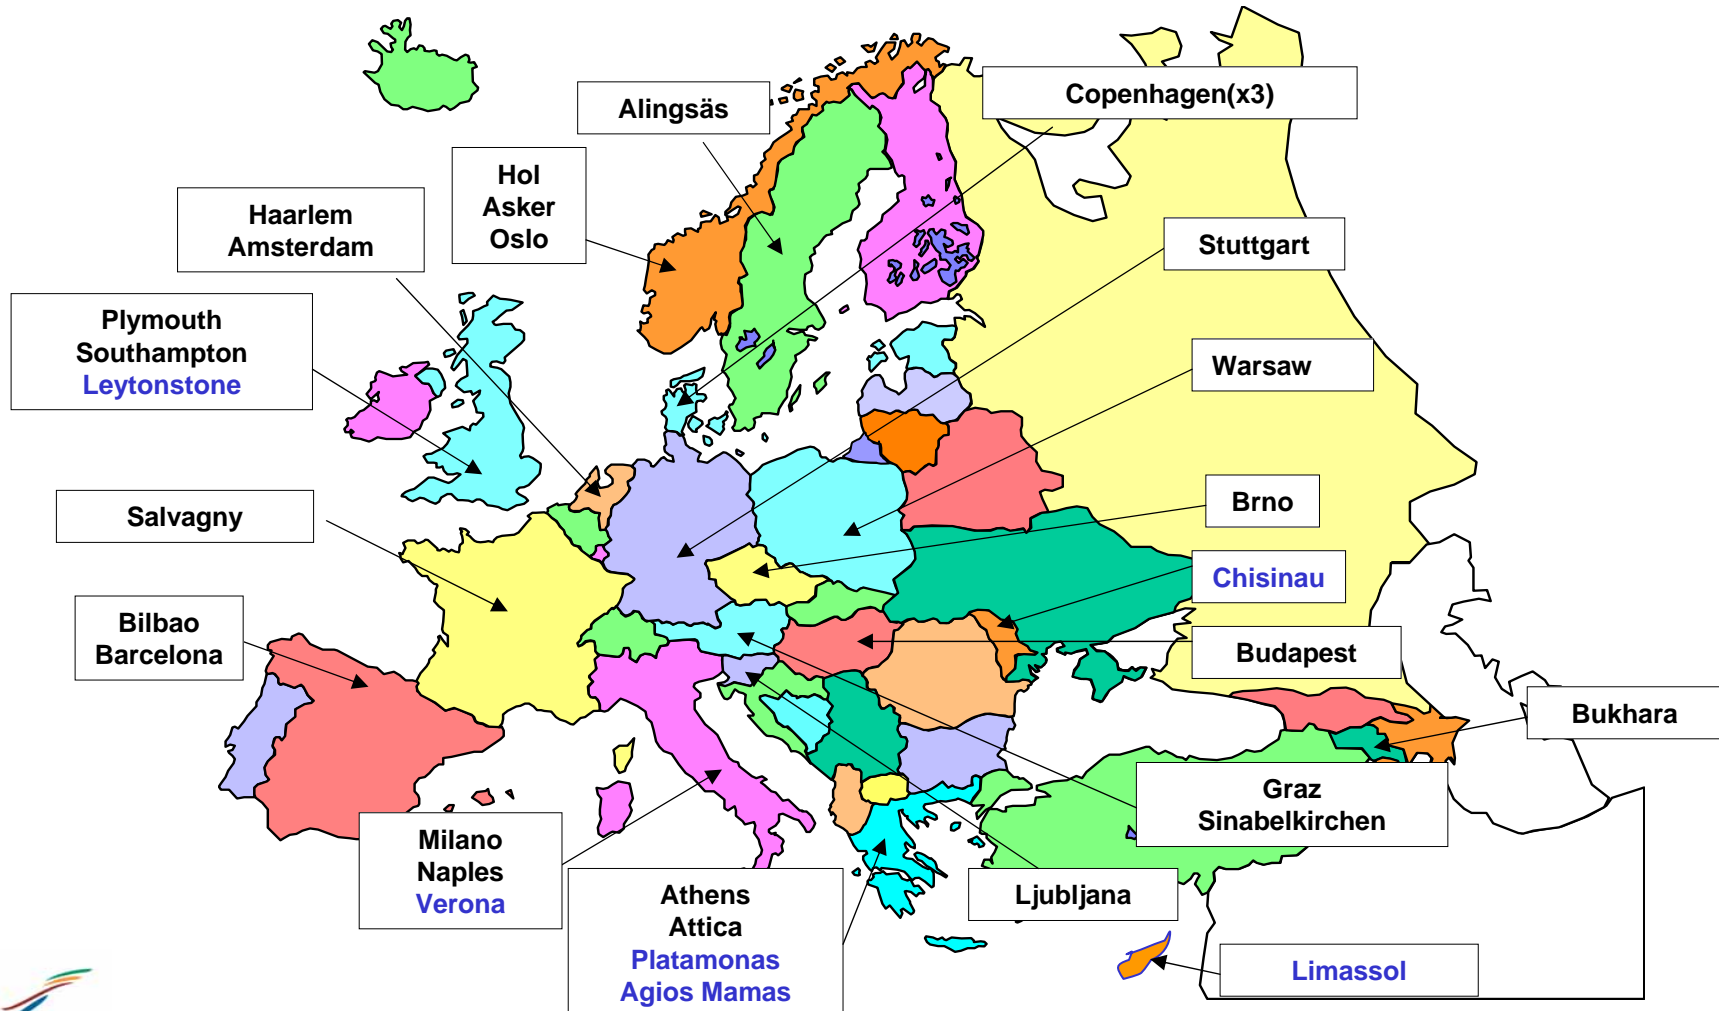 Copenhagen(x3)
Alingsäs
Hol
Asker
Oslo
Haarlem
Amsterdam
Stuttgart
Plymouth
Southampton
Leytonstone
Warsaw
Brno
Salvagny
Chisinau
Bilbao
Barcelona
Budapest
Bukhara
Graz
Sinabelkirchen
Milano
Naples
Verona
Athens
Attica
Platamonas
Agios Mamas
Ljubljana
Limassol